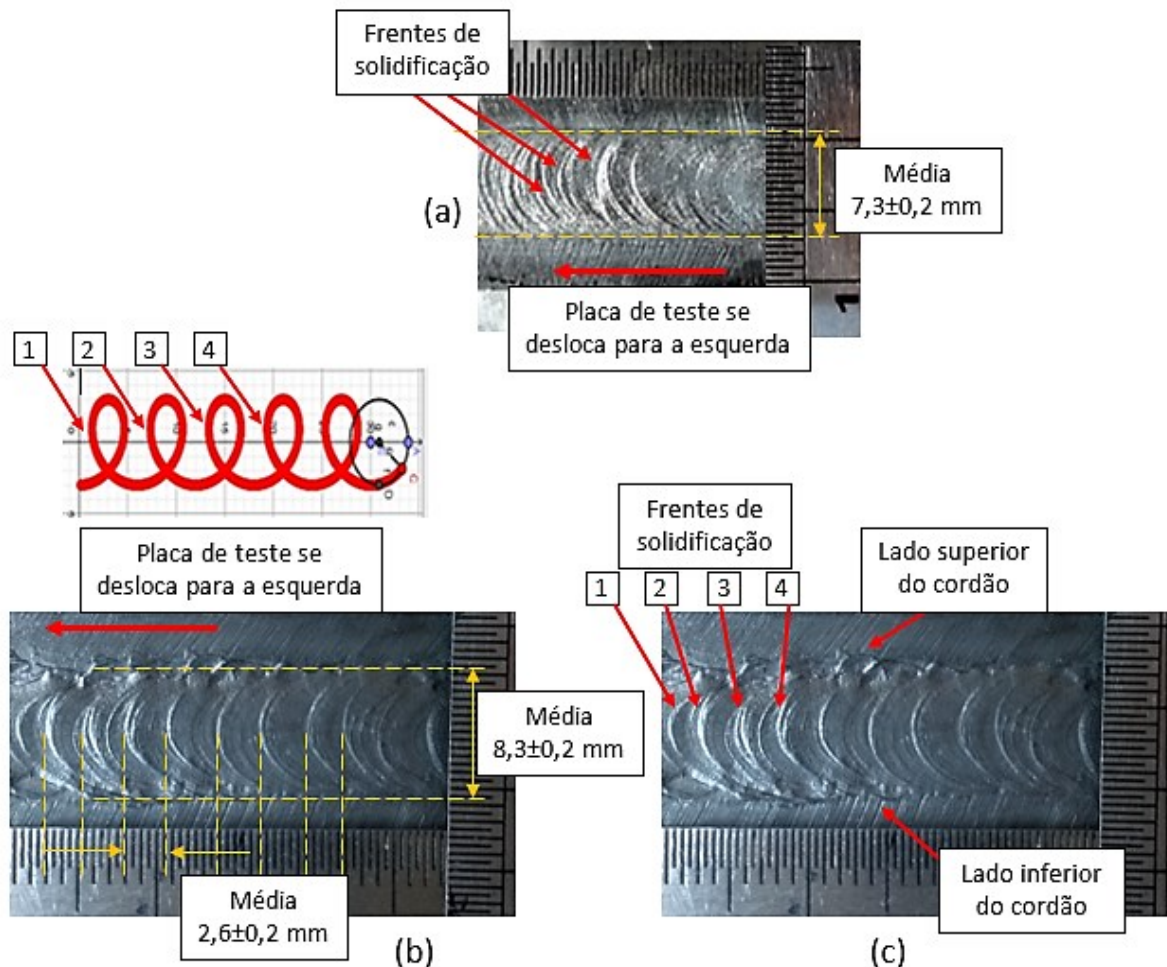 Frentes de
solidificação
Média
7,3±0,2 mm
(a)
Placa de teste se
desloca para a esquerda
1
1
2
3
4
Placa de teste se
desloca para a esquerda
Média
8,3±0,2 mm
Média
2,6±0,2 mm
(b)
Frentes de
solidificação
1
2
3
4
Lado superior
do cordão
Lado inferior
do cordão
(c)